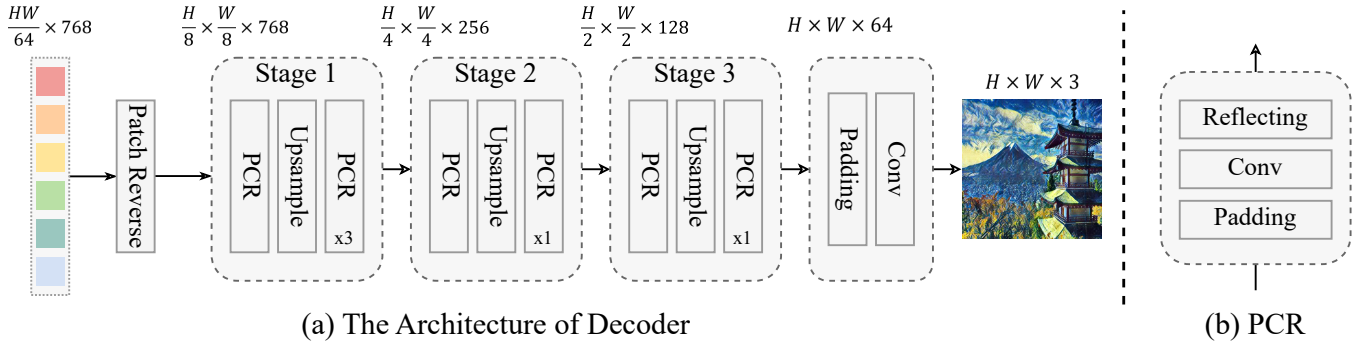 HW/64 × 768
H/8 × W/8 × 768
H/4 × W/4 × 256
H/2 × W/2 × 128
H × W × 64
Patch Reverse
Stage 1
PCR
Upsample
PCR
x3
Stage 2
PCR
Upsample
PCR
x1
Stage 3
PCR
Upsample
PCR
x1
Padding
Conv
H × W × 3
(a) The Architecture of Decoder
Reflecting
Conv
Padding
(b) PCR